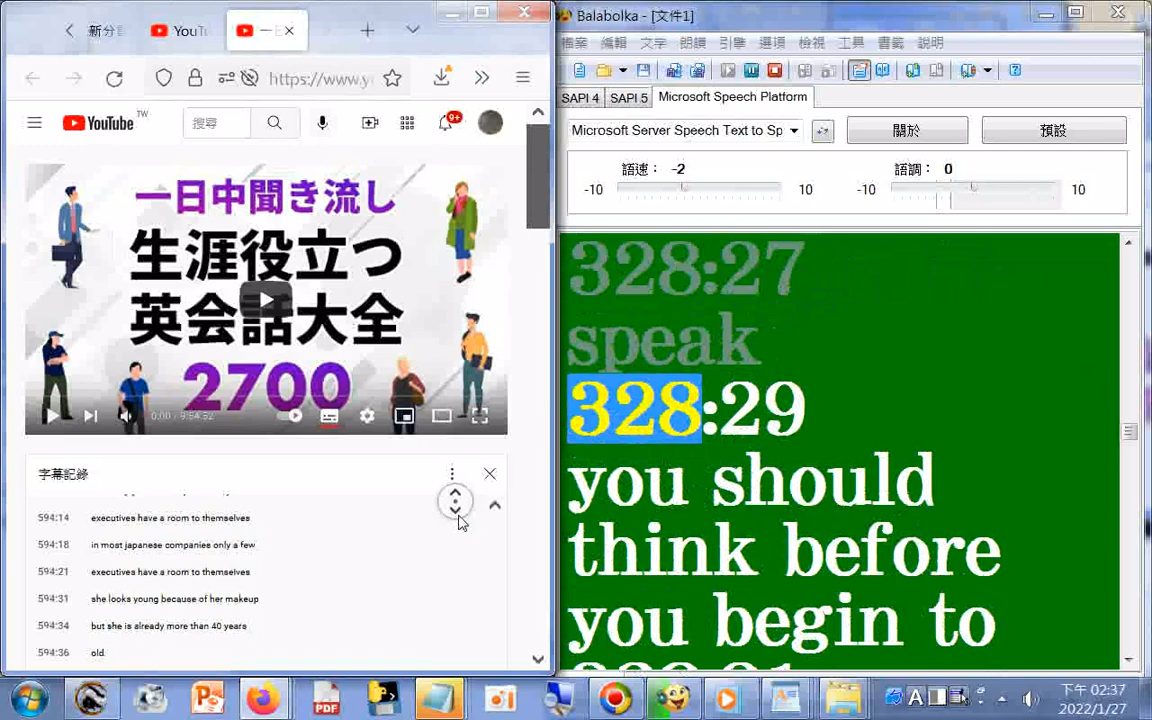 新分
YouTu
一E
https://www.y
YouTube
TW
搜尋
9+
一日中聞き流し
生涯役立つ
英会話大全
2700
0:00 / 9:54:52
字幕記錄
594:14 executives have a room to themselves
594:18 in most japanese companies only a few
594:21 executives have a room to themselves
594:31 she looks young because of her makeup
594:34 but she is already more than 40 years
594:36 old
Balabolka - [文件1]
檔案 編輯 文字 朗讀 引擎 選項 檢視 工具 書籤 說明
SAPI 4 SAPI 5 Microsoft Speech Platform
Microsoft Server Speech Text to Sp
關於
預設
語速： -2
-10 10
語調： 0
-10 10
328:27
speak
328:29
you should
think before
you begin to
PDF
A
下午 02:37
2022/1/27